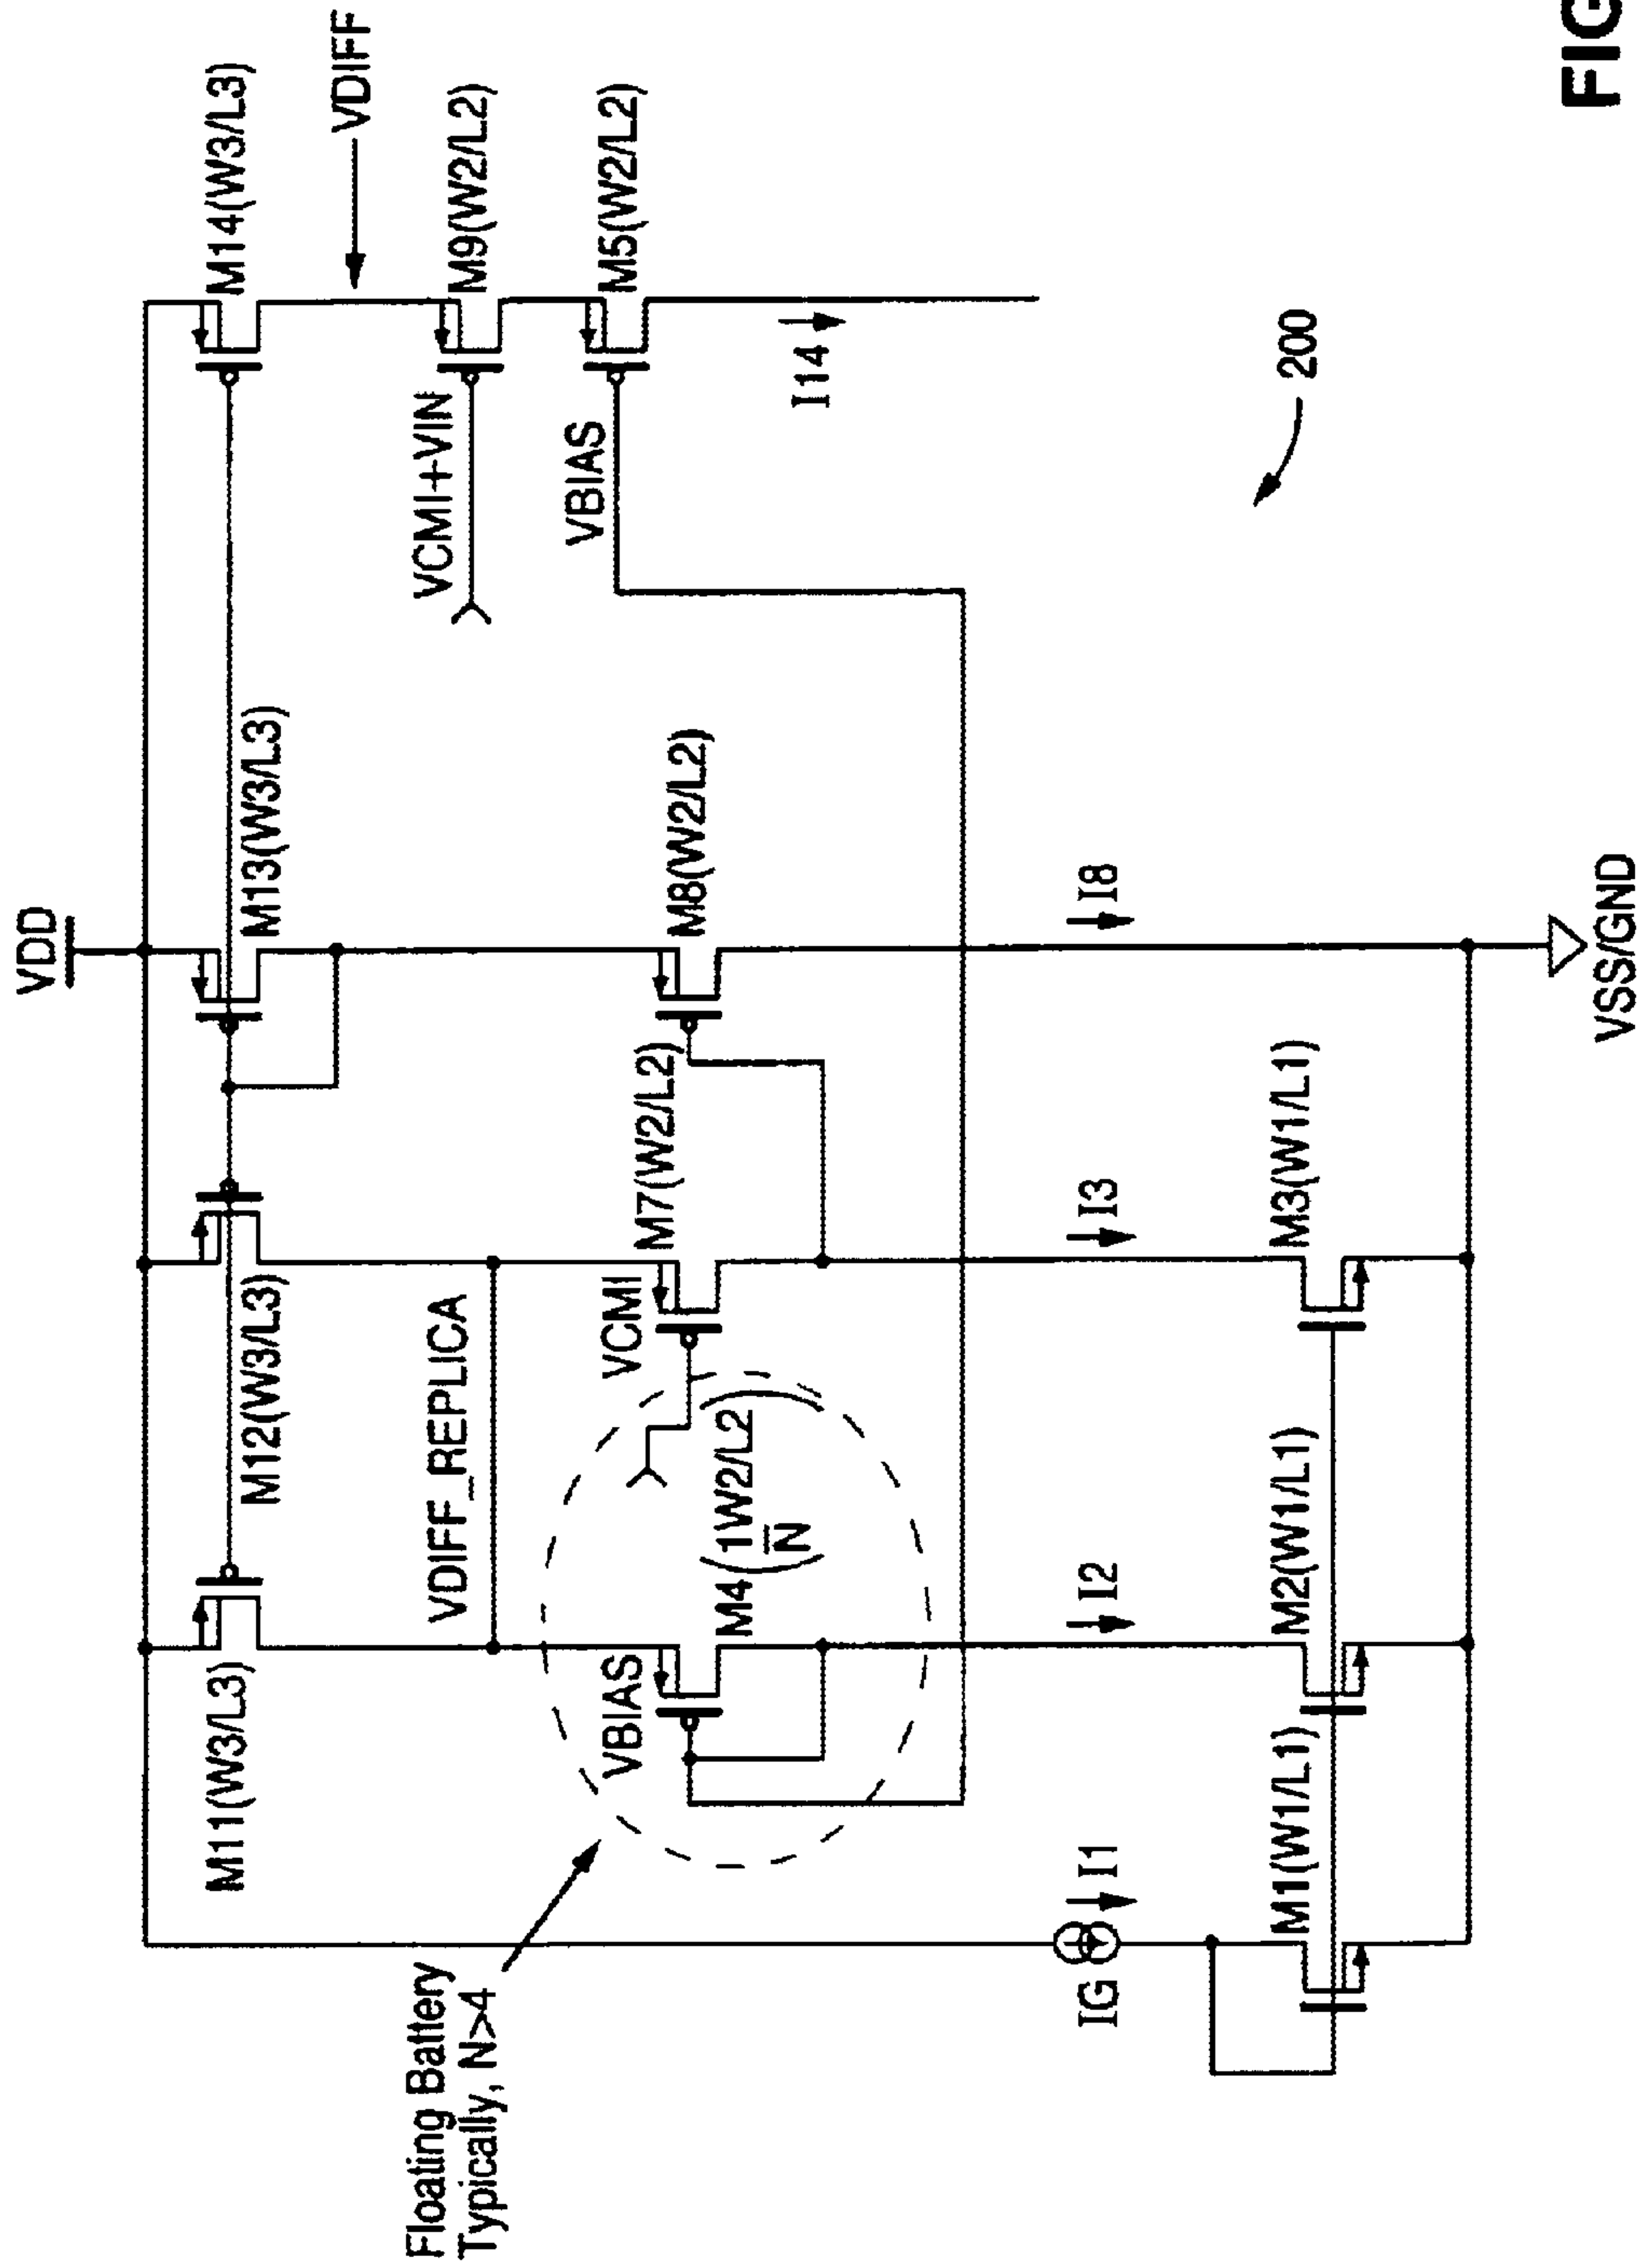 VDD
M11(W3/L3)
M12(W3/L3)
M13(W3/L3)
M14(W3/L3)
VDIFF
VDIFF_REPLICA
Floating Battery
Typically, N>4
VBIAS
M4(1W2/L2)
N
VCMI
M7(W2/L2)
M8(W2/L2)
VCMI+VIN
M9(W2/L2)
VBIAS
M5(W2/L2)
IG
I1
I2
I3
I8
I14
M1(W1/L1)
M2(W1/L1)
M3(W1/L1)
200
VSS/GND
FIG